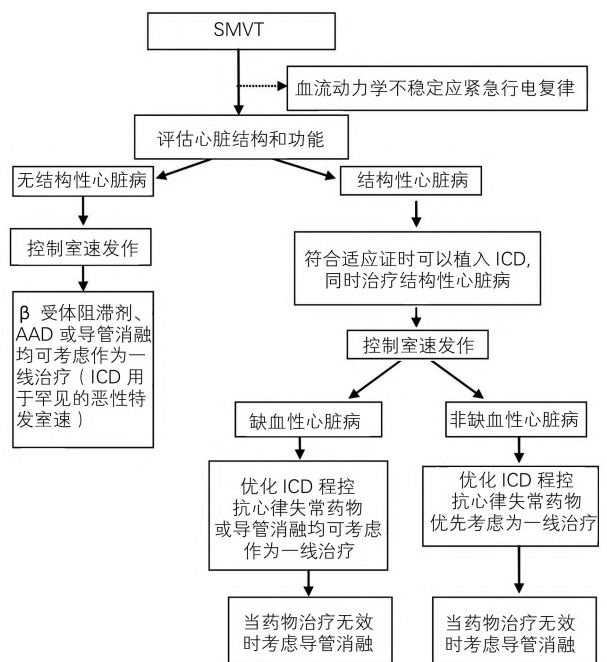 SMVT
血流动力学不稳定应紧急行电复律
评估心脏结构和功能
无结构性心脏病
结构性心脏病
控制室速发作
符合适应证时可以植入 ICD,
同时治疗结构性心脏病
β 受体阻滞剂、
AAD 或导管消融
均可考虑作为一
线治疗（ICD 用
于罕见的恶性特
发室速）
控制室速发作
缺血性心脏病
非缺血性心脏病
优化 ICD 程控
抗心律失常药物
或导管消融均可考虑
作为一线治疗
优化 ICD 程控
抗心律失常药物
优先考虑为一线治疗
当药物治疗无效
时考虑导管消融
当药物治疗无效
时考虑导管消融